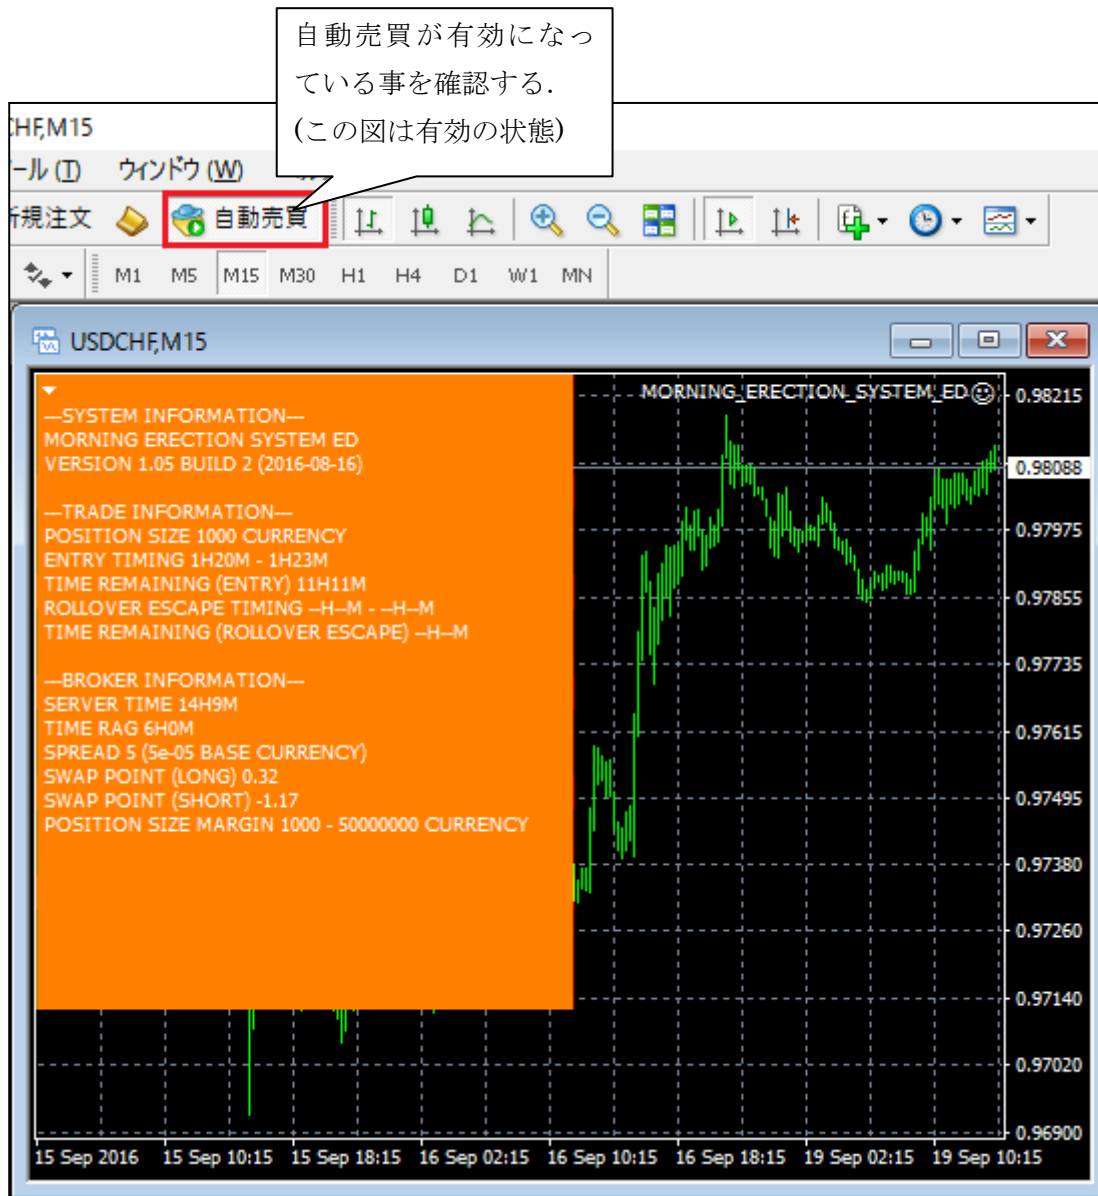 自動売買が有効になっ
ている事を確認する.
(この図は有効の状態)
CHF,M15
ール (T) ウィンドウ (W)
新規注文 自動売買
M1 M5 M15 M30 H1 H4 D1 W1 MN
USDCHF,M15
MORNING_ERECTION_SYSTEM_ED☺
---SYSTEM INFORMATION---
MORNING ERECTION SYSTEM ED
VERSION 1.05 BUILD 2 (2016-08-16)
---TRADE INFORMATION---
POSITION SIZE 1000 CURRENCY
ENTRY TIMING 1H20M - 1H23M
TIME REMAINING (ENTRY) 11H11M
ROLLOVER ESCAPE TIMING --H--M - --H--M
TIME REMAINING (ROLLOVER ESCAPE) --H--M
---BROKER INFORMATION---
SERVER TIME 14H9M
TIME RAG 6H0M
SPREAD 5 (5e-05 BASE CURRENCY)
SWAP POINT (LONG) 0.32
SWAP POINT (SHORT) -1.17
POSITION SIZE MARGIN 1000 - 50000000 CURRENCY
0.98215
0.98088
0.97975
0.97855
0.97735
0.97615
0.97495
0.97380
0.97260
0.97140
0.97020
0.96900
15 Sep 2016 15 Sep 10:15 15 Sep 18:15 16 Sep 02:15 16 Sep 10:15 16 Sep 18:15 19 Sep 02:15 19 Sep 10:15